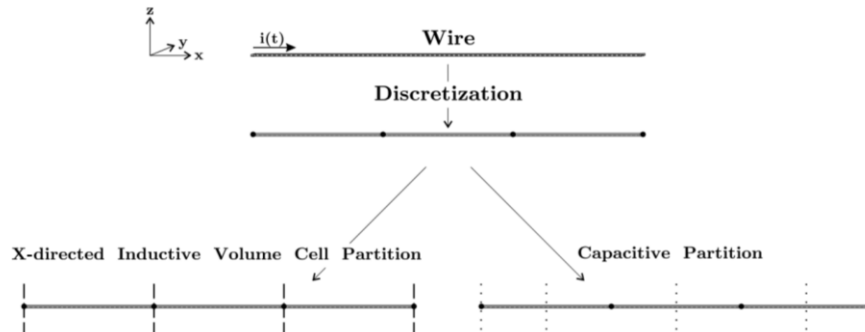 z
y
x
i(t)
Wire
Discretization
X-directed Inductive Volume Cell Partition
Capacitive Partition